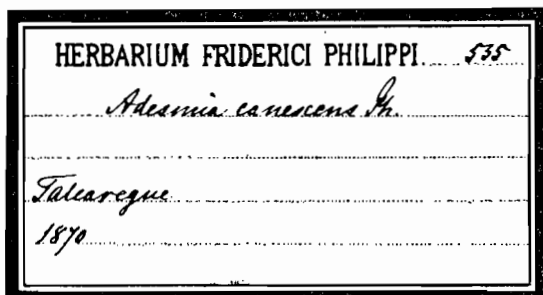 HERBARIUM FRIDERICI PHILIPPI. 535
Adesmia canescens Ph.
Talcaregue
1870